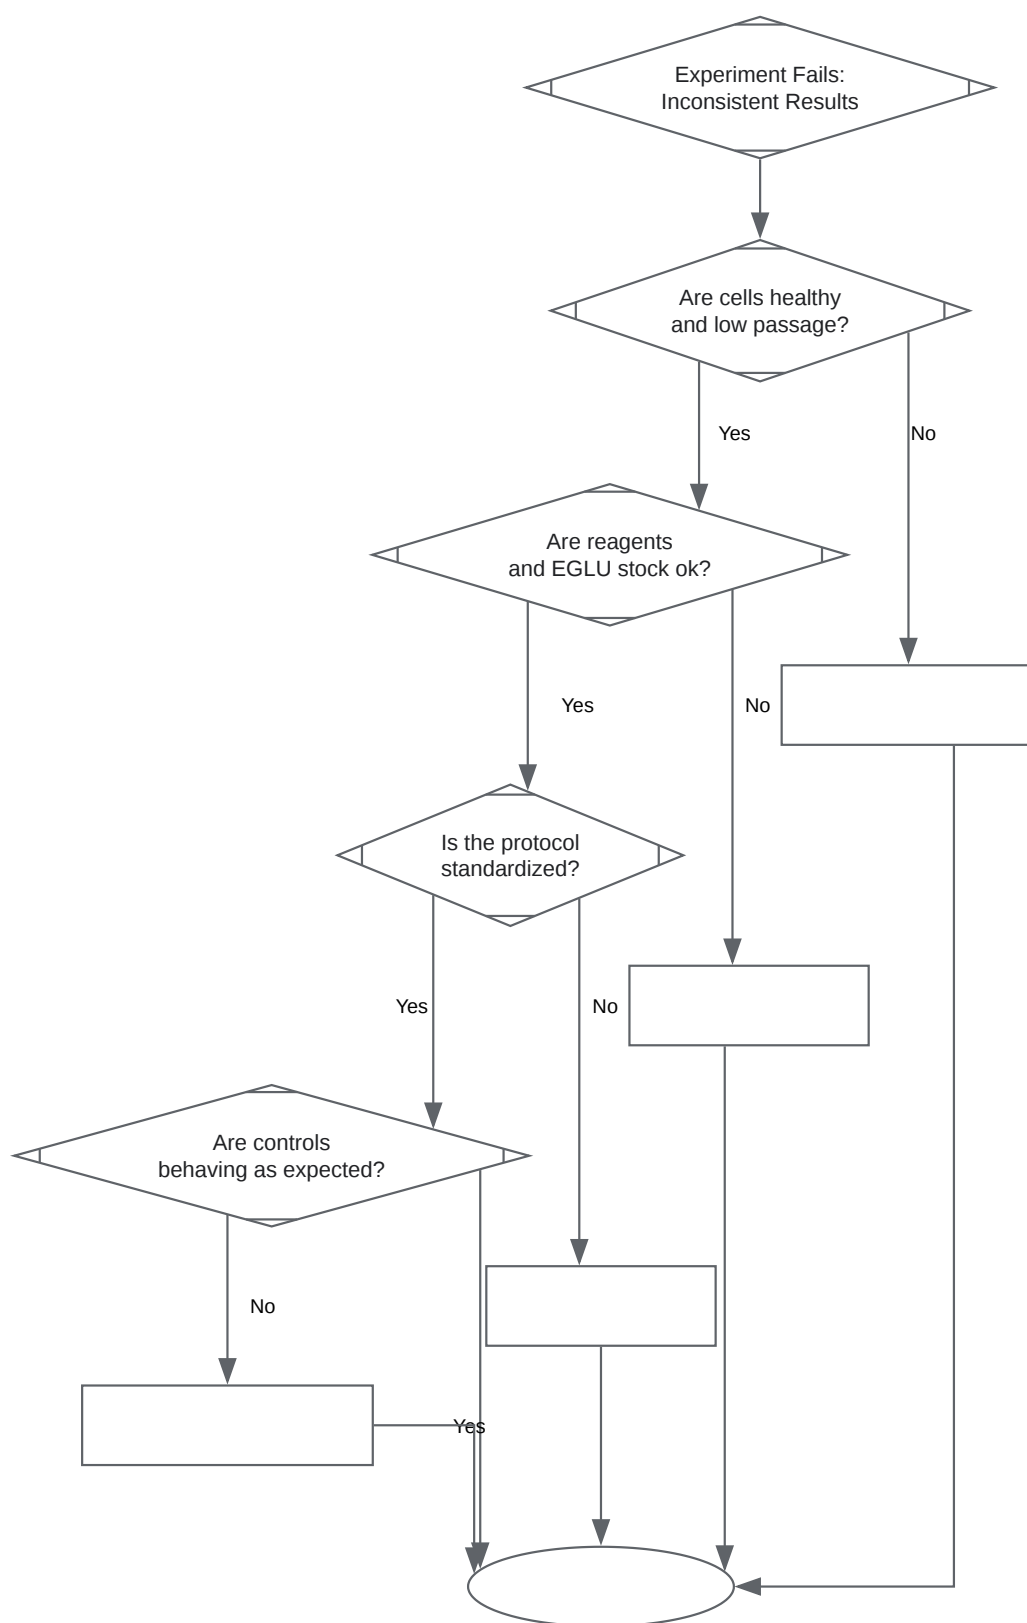 Experiment Fails:
Inconsistent Results
Are cells healthy
and low passage?
Yes
No
Are reagents
and EGLU stock ok?
Yes
No
Is the protocol
standardized?
Yes
No
Are controls
behaving as expected?
No
Yes